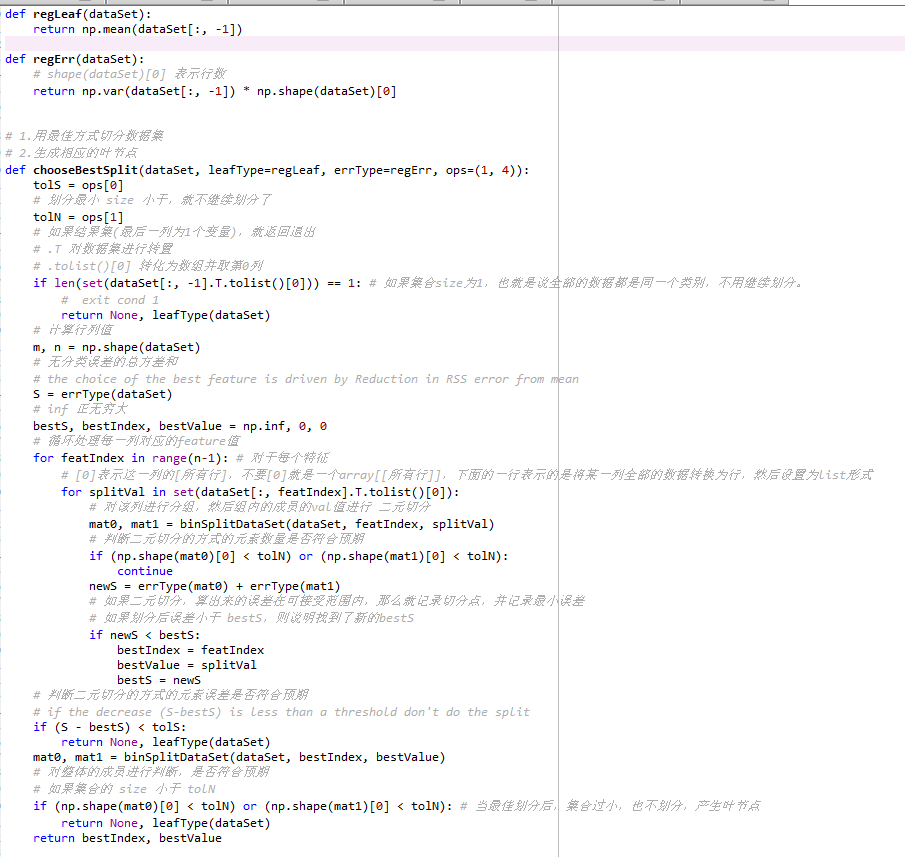 def regLeaf(dataSet):
    return np.mean(dataSet[:, -1])

def regErr(dataSet):
    # shape(dataSet)[0] 表示行数
    return np.var(dataSet[:, -1]) * np.shape(dataSet)[0]


# 1.用最佳方式切分数据集
# 2.生成相应的叶节点
def chooseBestSplit(dataSet, leafType=regLeaf, errType=regErr, ops=(1, 4)):
    tolS = ops[0]
    # 划分最小 size 小于，就不继续划分了
    tolN = ops[1]
    # 如果结果集(最后一列为1个变量)，就返回退出
    # .T 对数据集进行转置
    # .tolist()[0] 转化为数组并取第0列
    if len(set(dataSet[:, -1].T.tolist()[0])) == 1: # 如果集合size为1，也就是说全部的数据都是同一个类别，不用继续划分。
        #  exit cond 1
        return None, leafType(dataSet)
    # 计算行列值
    m, n = np.shape(dataSet)
    # 无分类误差的总方差和
    # the choice of the best feature is driven by Reduction in RSS error from mean
    S = errType(dataSet)
    # inf 正无穷大
    bestS, bestIndex, bestValue = np.inf, 0, 0
    # 循环处理每一列对应的feature值
    for featIndex in range(n-1): # 对于每个特征
        # [0]表示这一列的[所有行]，不要[0]就是一个array[[所有行]]，下面的一行表示的是将某一列全部的数据转换为行，然后设置为list形式
        for splitVal in set(dataSet[:, featIndex].T.tolist()[0]):
            # 对该列进行分组，然后组内的成员的val值进行 二元切分
            mat0, mat1 = binSplitDataSet(dataSet, featIndex, splitVal)
            # 判断二元切分的方式的元素数量是否符合预期
            if (np.shape(mat0)[0] < tolN) or (np.shape(mat1)[0] < tolN):
                continue
            newS = errType(mat0) + errType(mat1)
            # 如果二元切分，算出来的误差在可接受范围内，那么就记录切分点，并记录最小误差
            # 如果划分后误差小于 bestS，则说明找到了新的bestS
            if newS < bestS:
                bestIndex = featIndex
                bestValue = splitVal
                bestS = newS
    # 判断二元切分的方式的元素误差是否符合预期
    # if the decrease (S-bestS) is less than a threshold don't do the split
    if (S - bestS) < tolS:
        return None, leafType(dataSet)
    mat0, mat1 = binSplitDataSet(dataSet, bestIndex, bestValue)
    # 对整体的成员进行判断，是否符合预期
    # 如果集合的 size 小于 tolN
    if (np.shape(mat0)[0] < tolN) or (np.shape(mat1)[0] < tolN): # 当最佳划分后，集合过小，也不划分，产生叶节点
        return None, leafType(dataSet)
    return bestIndex, bestValue